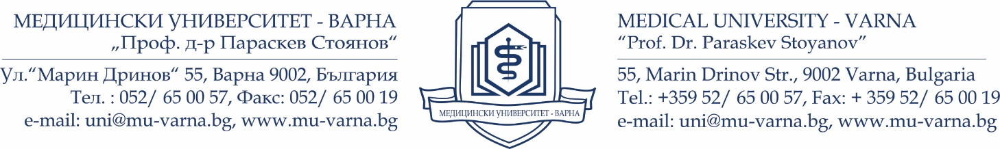 МЕДИЦИНСКИ УНИВЕРСИТЕТ - ВАРНА
„Проф. д-р Параскев Стоянов“
Ул.“Марин Дринов“ 55, Варна 9002, България
Тел. : 052/ 65 00 57, Факс: 052/ 65 00 19
e-mail: uni@mu-varna.bg, www.mu-varna.bg
МЕДИЦИНСКИ УНИВЕРСИТЕТ - ВАРНА
MEDICAL UNIVERSITY - VARNA
“Prof. Dr. Paraskev Stoyanov”
55, Marin Drinov Str., 9002 Varna, Bulgaria
Tel.: +359 52/ 65 00 57, Fax: + 359 52/ 65 00 19
e-mail: uni@mu-varna.bg, www.mu-varna.bg